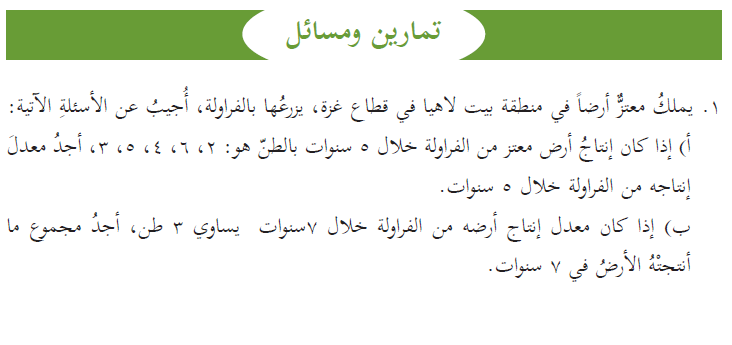 تمارين ومسائل
١. يملكُ معتزٌّ أرضاً في منطقة بيت لاهيا في قطاع غزة، يزرعُها بالفراولة، أُجيبُ عن الأسئلةِ الآتية:
أ) إذا كان إنتاجُ أرض معتز من الفراولة خلال ٥ سنوات بالطنّ هو: ٢، ٦، ٤، ٥، ٣، أجدُ معدلَ
إنتاجه من الفراولة خلال ٥ سنوات.
ب) إذا كان معدل إنتاج أرضه من الفراولة خلال ٧سنوات يساوي ٣ طن، أجدُ مجموع ما
أنتجتْهُ الأرضُ في ٧ سنوات.